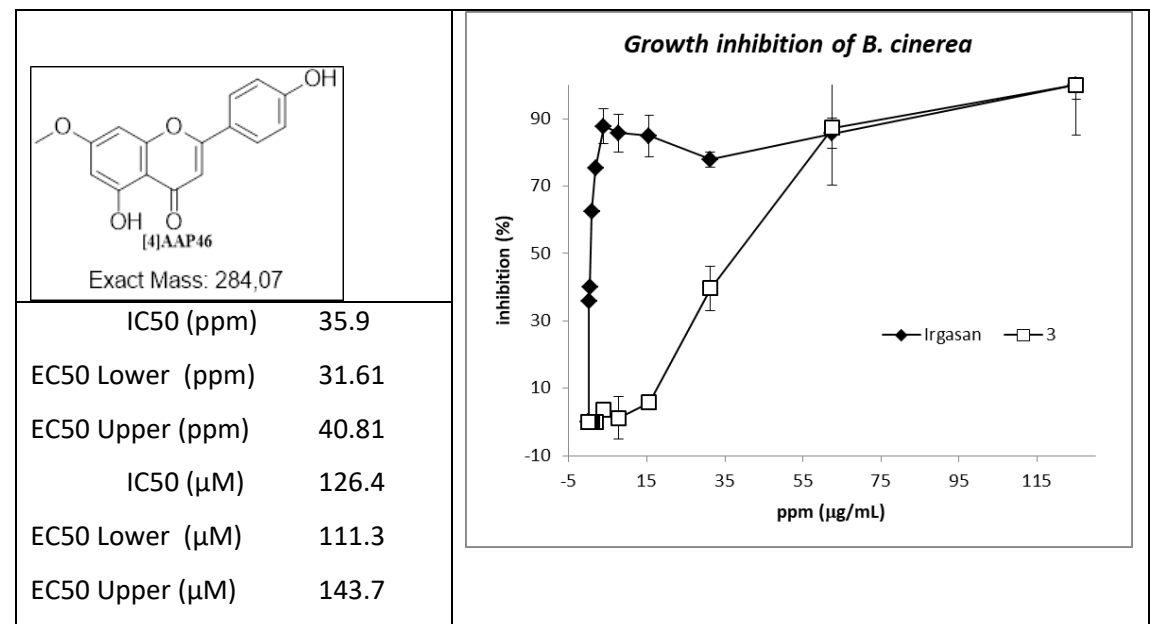 OH
O
O
OH
O
[4]AAP46
Exact Mass: 284,07
IC50 (ppm) 35.9
EC50 Lower (ppm) 31.61
EC50 Upper (ppm) 40.81
IC50 (µM) 126.4
EC50 Lower (µM) 111.3
EC50 Upper (µM) 143.7
Growth inhibition of B. cinerea
inhibition (%)
90
70
50
30
10
-10
Irgasan 3
-5 15 35 55 75 95 115
ppm (µg/mL)